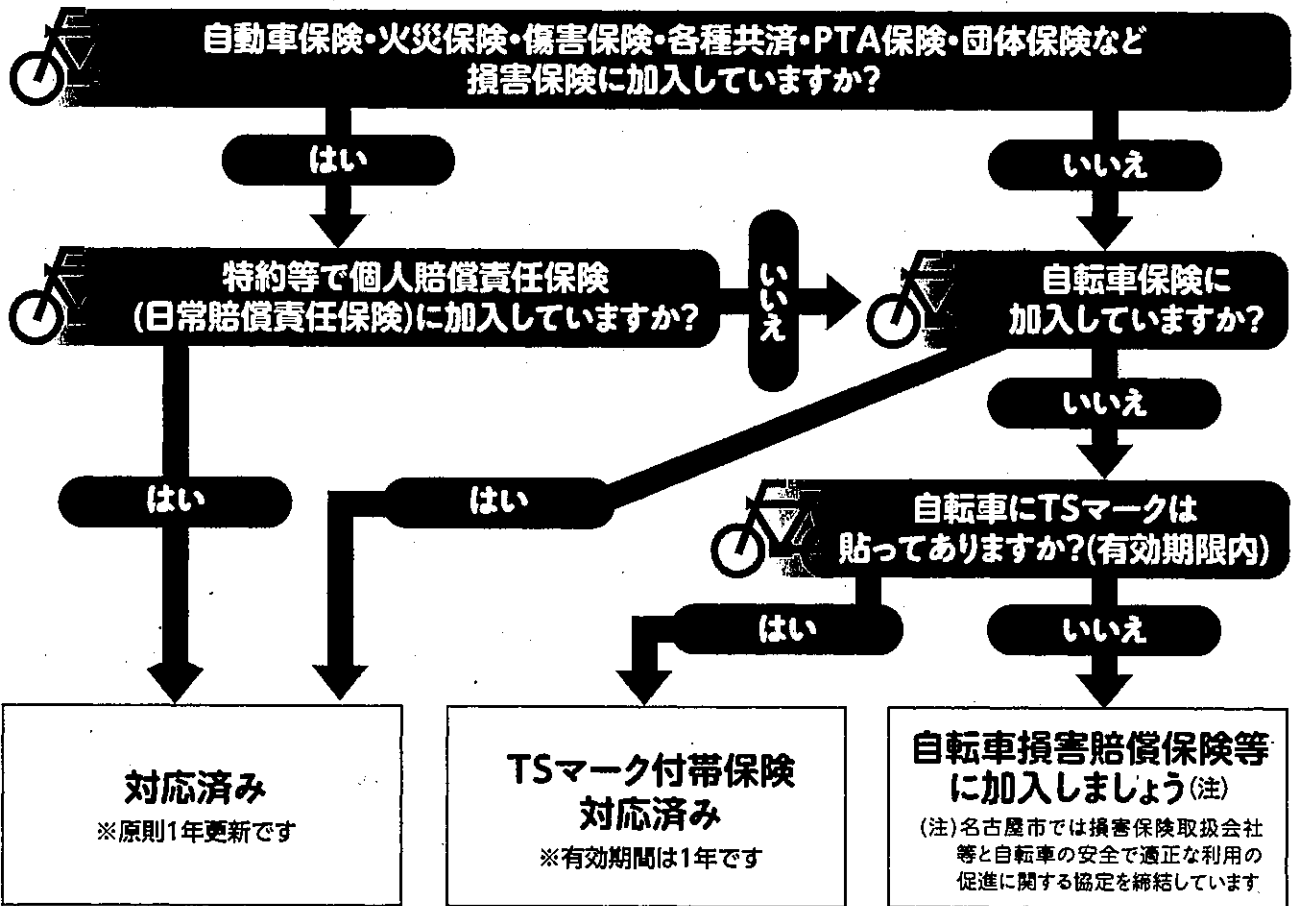 自動車保険・火災保険・傷害保険・各種共済・PTA保険・団体保険など
損害保険に加入していますか?
はい
いいえ
特約等で個人賠償責任保険
(日常賠償責任保険)に加入していますか?
いいえ
自転車保険に
加入していますか?
いいえ
はい
はい
自転車にTSマークは
貼ってありますか?(有効期限内)
はい
いいえ
対応済み
※原則1年更新です
TSマーク付帯保険
対応済み
※有効期間は1年です
自転車損害賠償保険等
に加入しましょう(注)
(注)名古屋市では損害保険取扱会社
等と自転車の安全で適正な利用の
促進に関する協定を締結しています